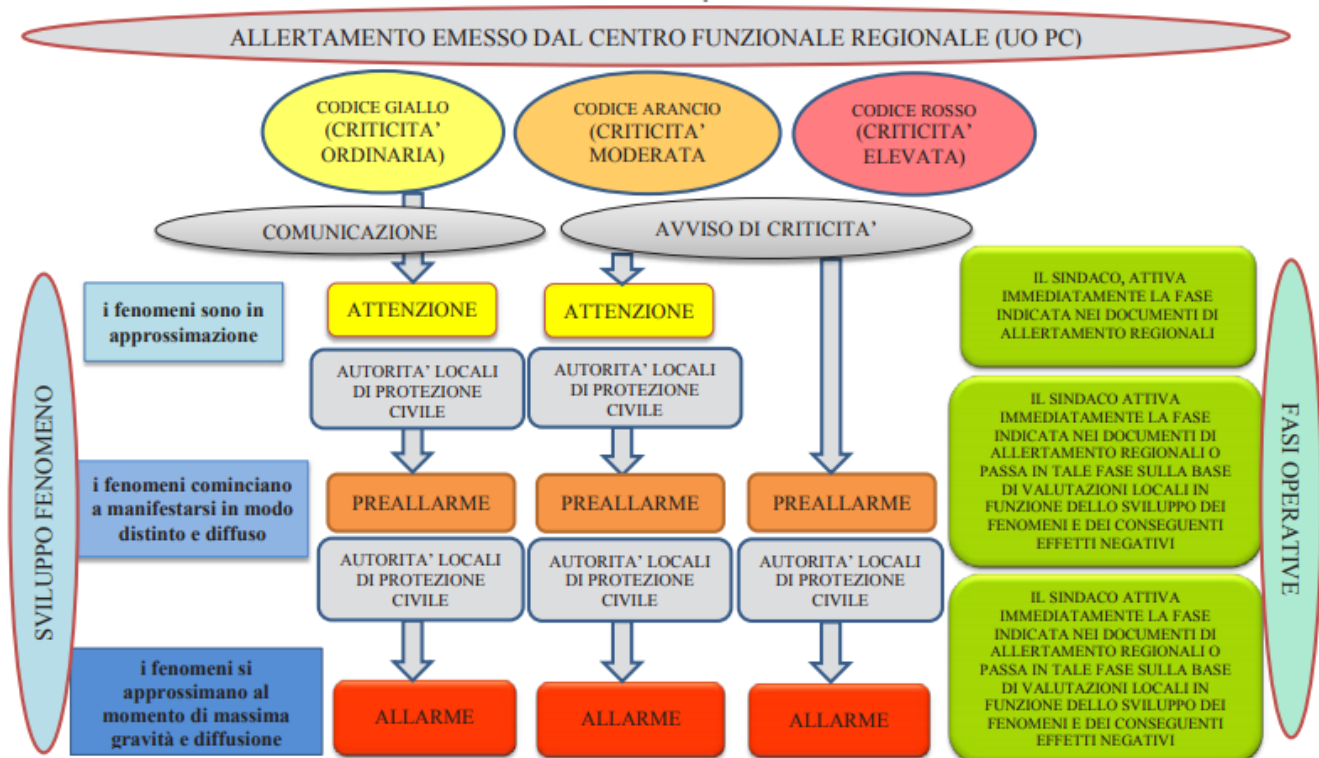 ALLERTAMENTO EMESSO DAL CENTRO FUNZIONALE REGIONALE (UO PC)
CODICE GIALLO
(CRITICITA’
ORDINARIA)
CODICE ARANCIO
(CRITICITA’
MODERATA
CODICE ROSSO
(CRITICITA’
ELEVATA)
COMUNICAZIONE
AVVISO DI CRITICITA’
SVILUPPO FENOMENO
i fenomeni sono in
approssimazione
ATTENZIONE
ATTENZIONE
IL SINDACO, ATTIVA
IMMEDIATAMENTE LA FASE
INDICATA NEI DOCUMENTI DI
ALLERTAMENTO REGIONALI
AUTORITA’ LOCALI
DI PROTEZIONE
CIVILE
AUTORITA’ LOCALI
DI PROTEZIONE
CIVILE
i fenomeni cominciano
a manifestarsi in modo
distinto e diffuso
PREALLARME
PREALLARME
PREALLARME
IL SINDACO ATTIVA
IMMEDIATAMENTE LA FASE
INDICATA NEI DOCUMENTI DI
ALLERTAMENTO REGIONALI O
PASSA IN TALE FASE SULLA BASE
DI VALUTAZIONI LOCALI IN
FUNZIONE DELLO SVILUPPO DEI
FENOMENI E DEI CONSEGUENTI
EFFETTI NEGATIVI
AUTORITA’ LOCALI
DI PROTEZIONE
CIVILE
AUTORITA’ LOCALI
DI PROTEZIONE
CIVILE
AUTORITA’ LOCALI
DI PROTEZIONE
CIVILE
i fenomeni si
approssimano al
momento di massima
gravità e diffusione
ALLARME
ALLARME
ALLARME
IL SINDACO ATTIVA
IMMEDIATAMENTE LA FASE
INDICATA NEI DOCUMENTI DI
ALLERTAMENTO REGIONALI O
PASSA IN TALE FASE SULLA BASE
DI VALUTAZIONI LOCALI IN
FUNZIONE DELLO SVILUPPO DEI
FENOMENI E DEI CONSEGUENTI
EFFETTI NEGATIVI
FASI OPERATIVE